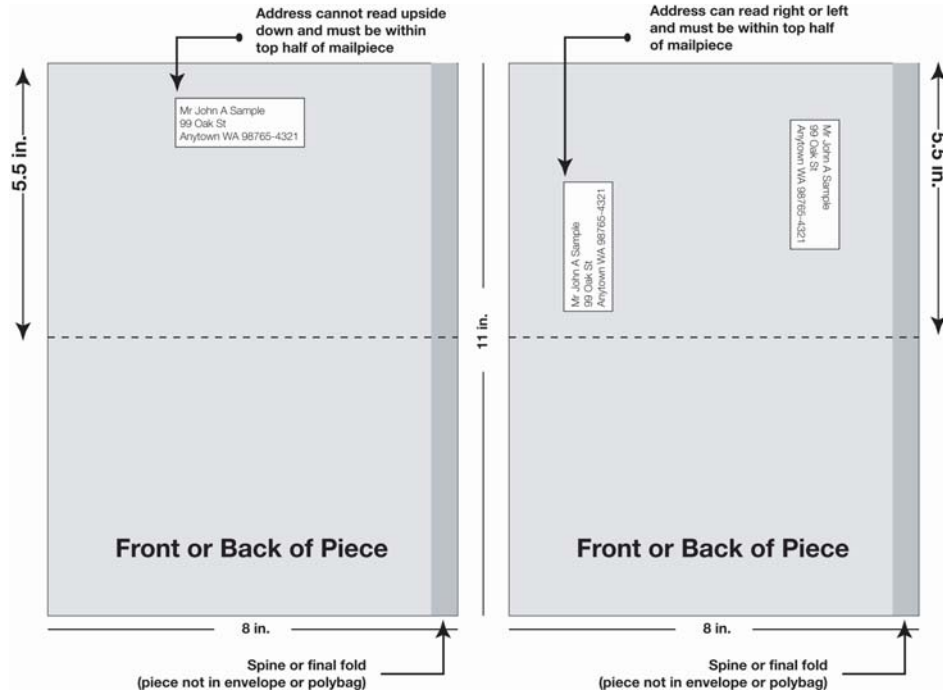 Address cannot read upside
down and must be within
top half of mailpiece
Mr John A Sample
99 Oak St
Anytown WA 98765-4321
5.5 in.
Front or Back of Piece
8 in.
Spine or final fold
(piece not in envelope or polybag)
11 in.
Address can read right or left
and must be within top half
of mailpiece
Mr John A Sample
99 Oak St
Anytown WA 98765-4321
Mr John A Sample
99 Oak St
Anytown WA 98765-4321
5.5 in.
Front or Back of Piece
8 in.
Spine or final fold
(piece not in envelope or polybag)